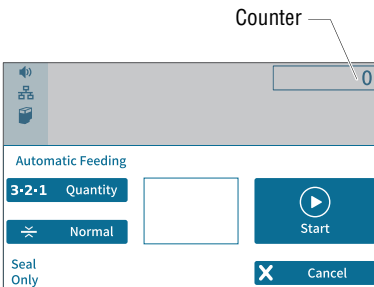 Counter
0
Automatic Feeding
3-2-1 Quantity
Normal
Start
Seal
Only
X Cancel